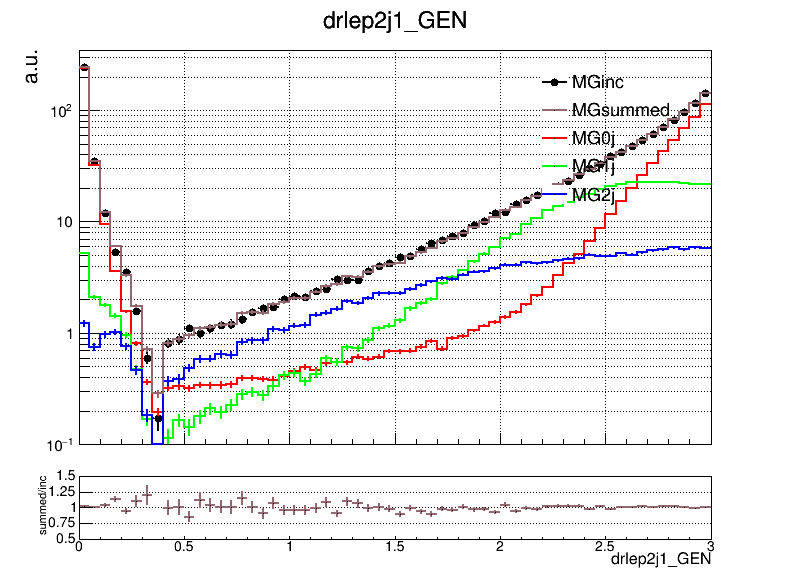 drlep2j1_GEN
a.u.
MGinc
MGsummed
MG0j
MG1j
MG2j
10²
10
1
10⁻¹
summed/inc
1.5
1.25
1
0.75
0.5
0 0.5 1 1.5 2 2.5 3
drlep2j1_GEN